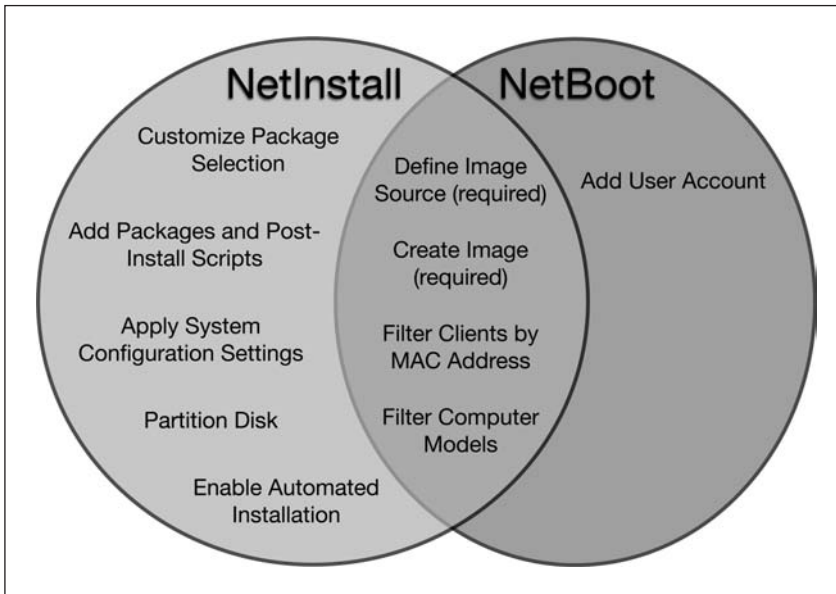 NetInstall
NetBoot
Customize Package
Selection
Add Packages and Post-
Install Scripts
Apply System
Configuration Settings
Partition Disk
Enable Automated
Installation
Define Image
Source (required)
Create Image
(required)
Filter Clients by
MAC Address
Filter Computer
Models
Add User Account